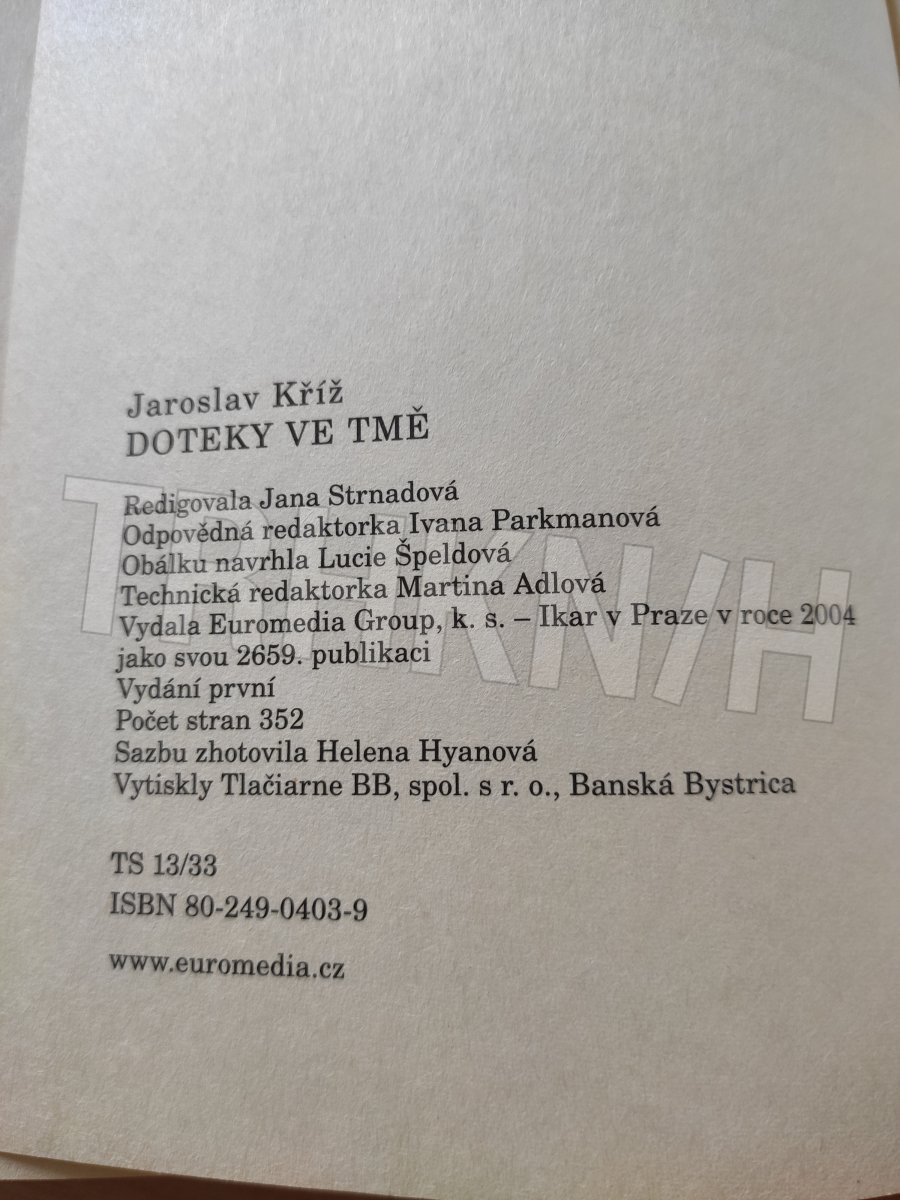 Jaroslav Kříž
DOTEKY VE TMĚ
Redigovala Jana Strnadová
Odpovědná redaktorka Ivana Parkmanová
Obálku navrhla Lucie Špeldová
Technická redaktorka Martina Adlová
Vydala Euromedia Group, k. s. – Ikar v Praze v roce 2004
jako svou 2659. publikaci
Vydání první
Počet stran 352
Sazbu zhotovila Helena Hyanová
Vytiskly Tlačiarne BB, spol. s r. o., Banská Bystrica
TS 13/33
ISBN 80-249-0403-9
www.euromedia.cz